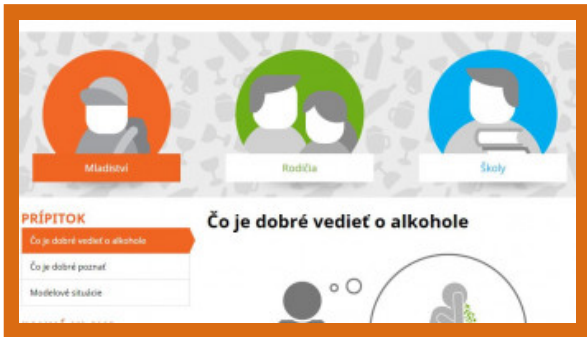 Mladiství
Rodičia
Školy
PRÍPITOK
Čo je dobré vedieť o alkohole
Čo je dobré poznať
Modelové situácie
Čo je dobré vedieť o alkohole